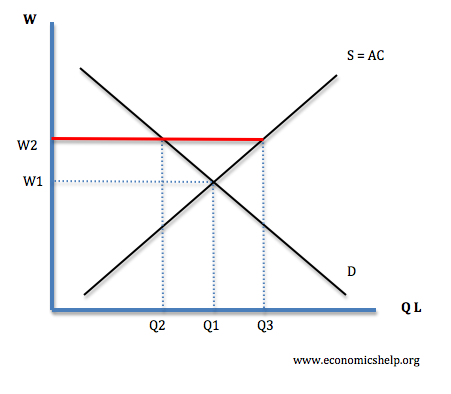 W
S = AC
W2
W1
D
Q L
Q2 Q1 Q3
www.economicshelp.org